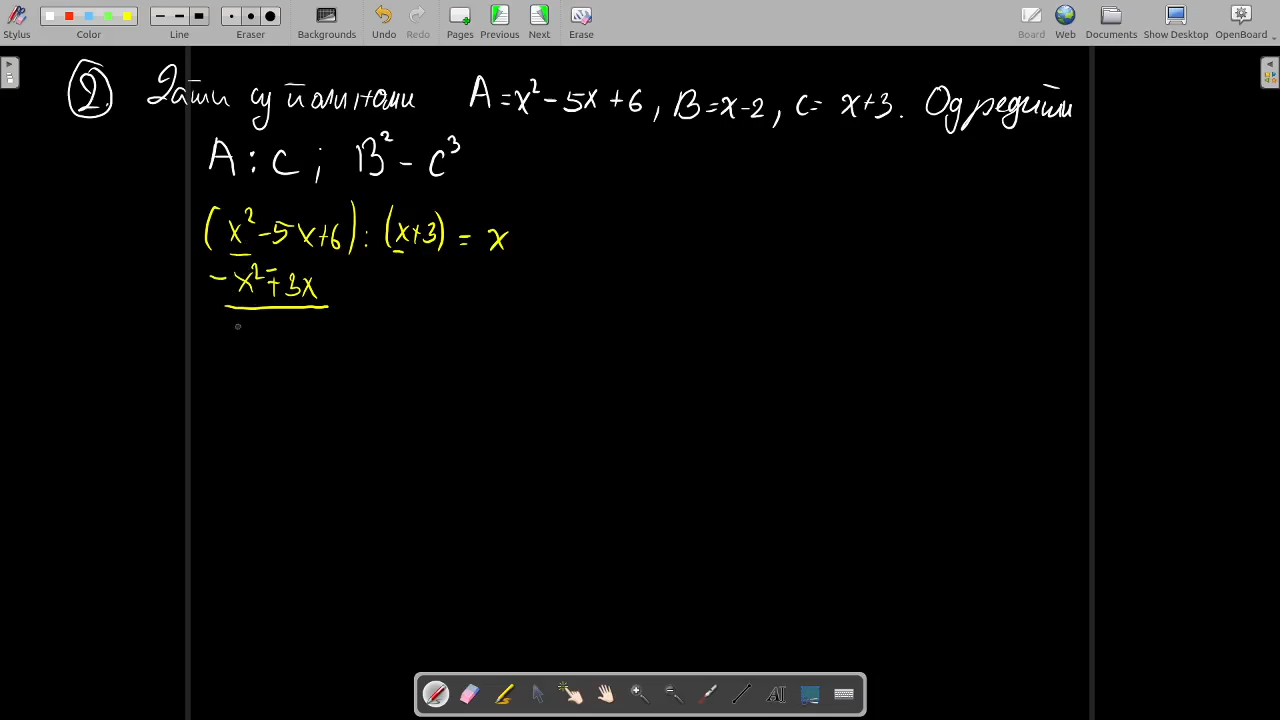 Stylus Color Line Eraser Backgrounds Undo Redo Pages Previous Next Erase Board Web Documents Show Desktop OpenBoard
2. Дати су полиноми A = x² - 5x + 6, B = x - 2, C = x + 3. Одредити
A : C ; B² - C³
(x² - 5x + 6) : (x + 3) = x
- x² + 3x